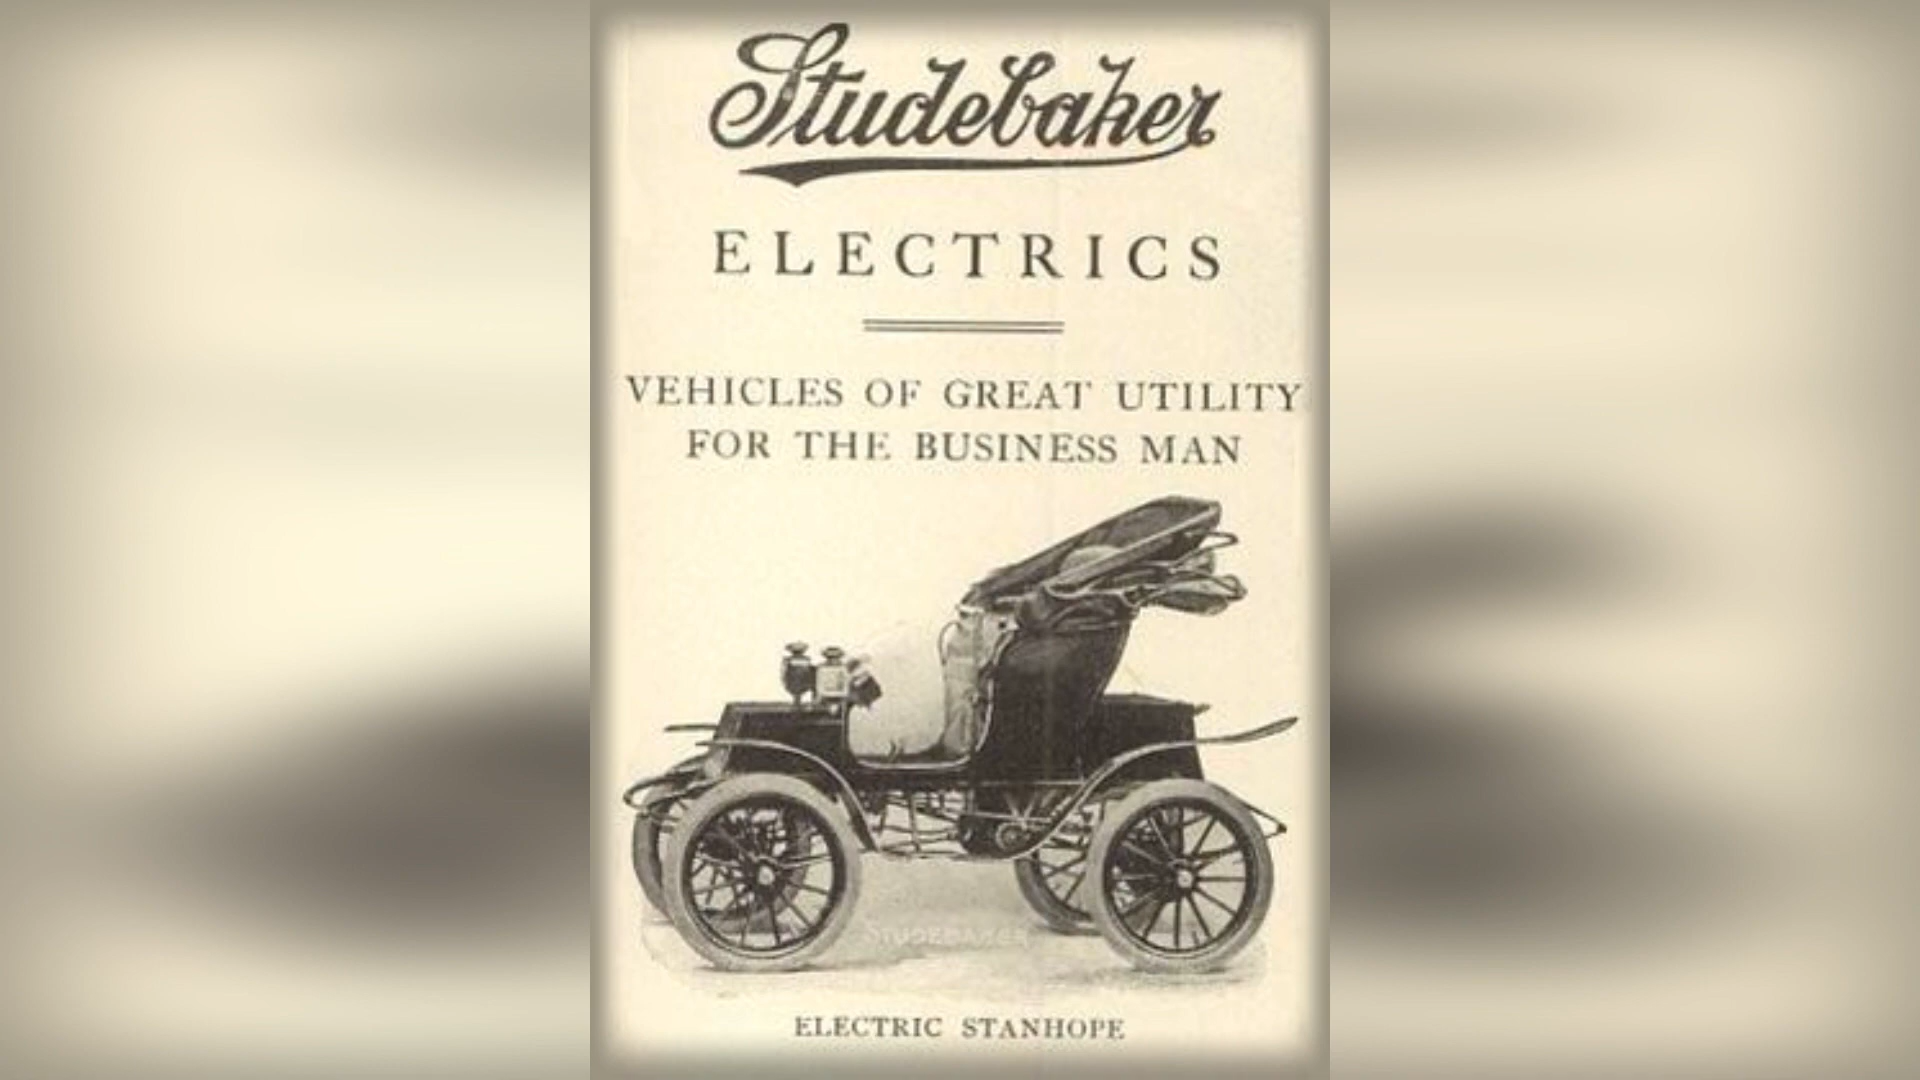 Studebaker
ELECTRICS
VEHICLES OF GREAT UTILITY
FOR THE BUSINESS MAN
STUDEBAKER
ELECTRIC STANHOPE